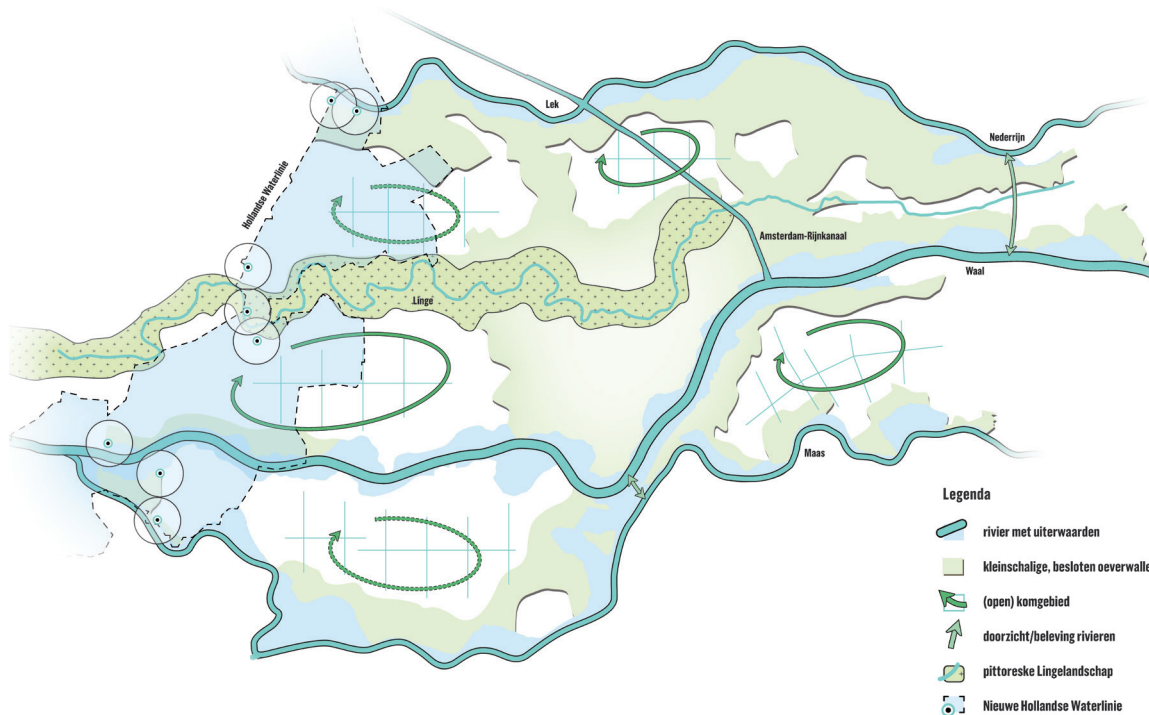 Lek
Nederrijn
Hollandse Waterlinie
Amsterdam-Rijnkanaal
Waal
Linge
Maas
Legenda
rivier met uiterwaarden
kleinschalige, besloten oeverwalle
(open) komgebied
doorzicht/beleving rivieren
pittoreske Lingelandschap
Nieuwe Hollandse Waterlinie